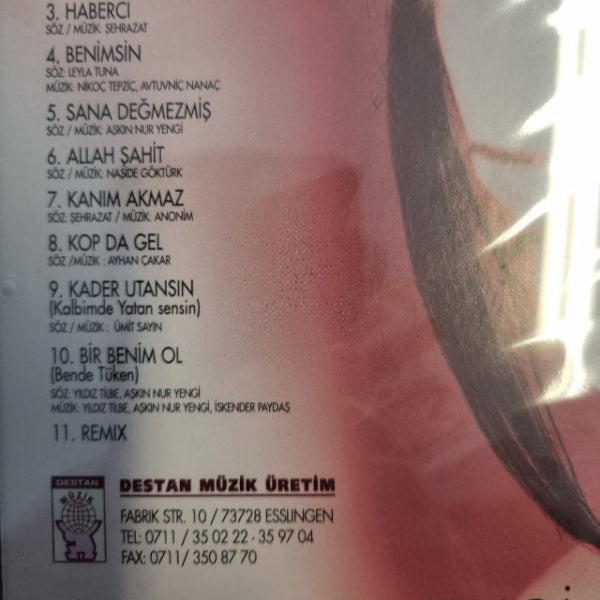 3. HABERCİ
SÖZ / MÜZİK: ŞEHRAZAT
4. BENİMSİN
SÖZ: LEYLA TUNA
MÜZİK: NİKOÇ TEPZİÇ, AVTUVNİÇ NANAÇ
5. SANA DEĞMEZMİŞ
SÖZ / MÜZİK: AŞKIN NUR YENGİ
6. ALLAH ŞAHİT
SÖZ / MÜZİK: NAŞİDE GÖKTÜRK
7. KANIM AKMAZ
SÖZ: ŞEHRAZAT / MÜZİK: ANONİM
8. KOP DA GEL
SÖZ /MÜZİK : AYHAN ÇAKAR
9. KADER UTANSIN
(Kalbimde Yatan sensin)
SÖZ / MÜZİK : ÜMİT SAYIN
10. BİR BENİM OL
(Bende Tüken)
SÖZ: YILDIZ TİLBE, AŞKIN NUR YENGİ
MÜZİK: YILDIZ TİLBE, AŞKIN NUR YENGİ, İSKENDER PAYDAŞ
11. REMIX
DESTAN
MÜZİK
DESTAN MÜZİK ÜRETİM
FABRIK STR. 10 / 73728 ESSLINGEN
TEL: 0711 / 35 02 22 - 35 97 04
FAX: 0711/ 350 87 70